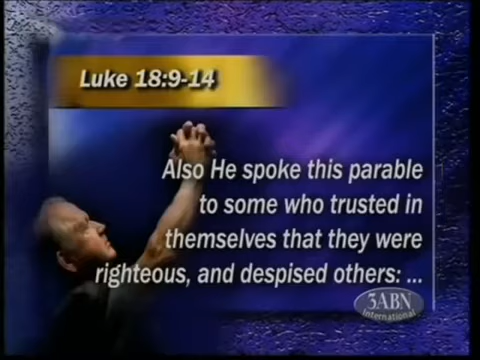 Luke 18:9-14
Also He spoke this parable
to some who trusted in
themselves that they were
righteous, and despised others: ...
3ABN
International